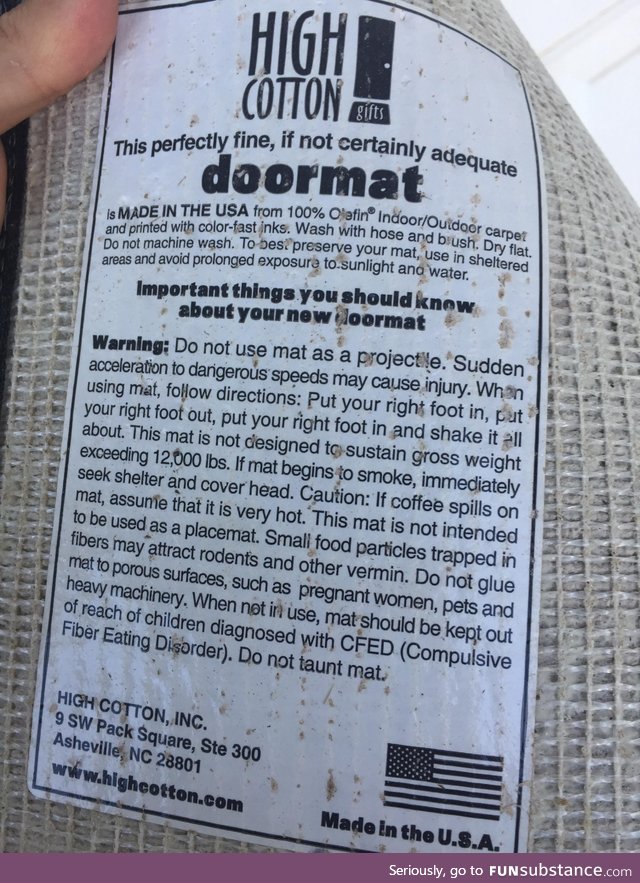 HIGH
COTTON
gifts
This perfectly fine, if not certainly adequate
doormat
is MADE IN THE USA from 100% Olefin® Indoor/Outdoor carpet
and printed with color-fast inks. Wash with hose and brush. Dry flat.
Do not machine wash. To best preserve your mat, use in sheltered
areas and avoid prolonged exposure to sunlight and water.
Important things you should know
about your new doormat
Warning: Do not use mat as a projectile. Sudden
acceleration to dangerous speeds may cause injury. When
using mat, follow directions: Put your right foot in, put
your right foot out, put your right foot in and shake it all
about. This mat is not designed to sustain gross weight
exceeding 12,000 lbs. If mat begins to smoke, immediately
seek shelter and cover head. Caution: If coffee spills on
mat, assume that it is very hot. This mat is not intended
to be used as a placemat. Small food particles trapped in
fibers may attract rodents and other vermin. Do not glue
mat to porous surfaces, such as pregnant women, pets and
heavy machinery. When not in use, mat should be kept out
of reach of children diagnosed with CFED (Compulsive
Fiber Eating Disorder). Do not taunt mat.
HIGH COTTON, INC.
9 SW Pack Square, Ste 300
Asheville, NC 28801
www.highcotton.com
Made in the U.S.A.
Seriously, go to FUNsubstance.com